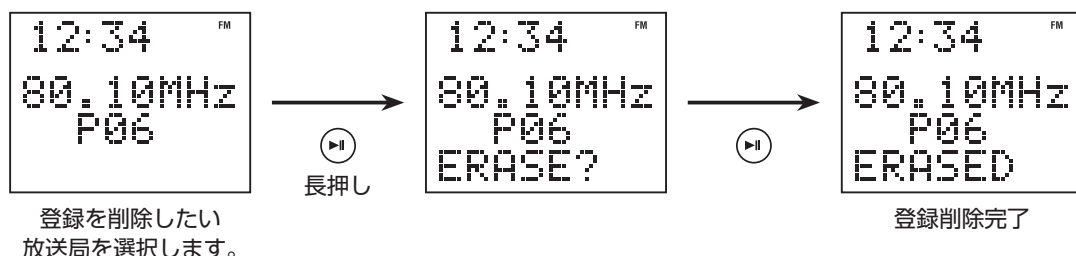 12:34 FM
80.10MHz
P06
登録を削除したい
放送局を選択します。
長押し
12:34 FM
80.10MHz
P06
ERASE?
12:34 FM
80.10MHz
P06
ERASED
登録削除完了